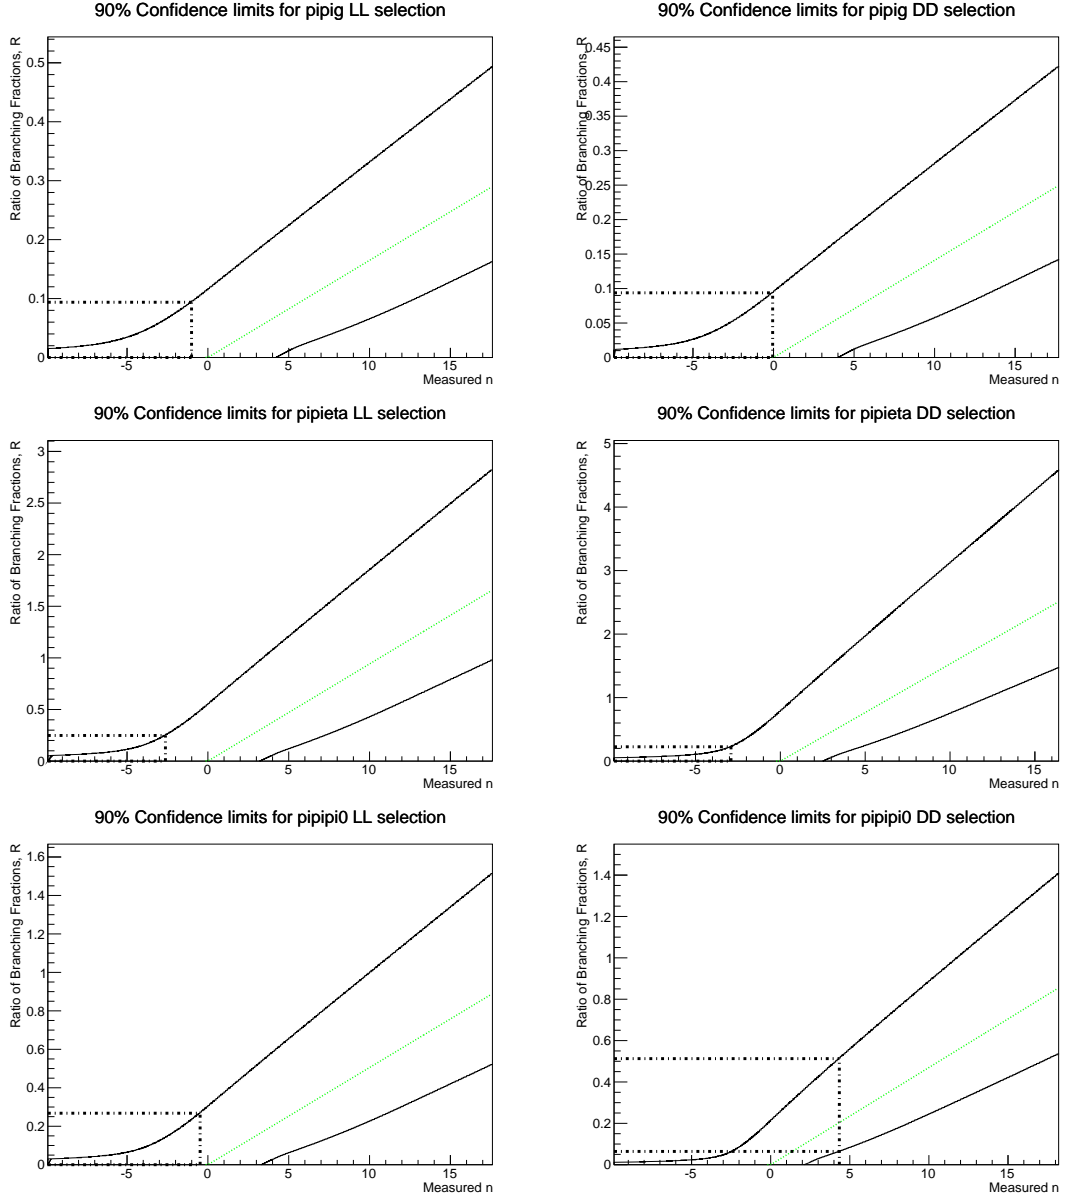 90% Confidence limits for pipig LL selection
Ratio of Branching Fractions, R
0.5
0.4
0.3
0.2
0.1
0
-5 0 5 10 15
Measured n
90% Confidence limits for pipig DD selection
Ratio of Branching Fractions, R
0.45
0.4
0.35
0.3
0.25
0.2
0.15
0.1
0.05
0
-5 0 5 10 15
Measured n
90% Confidence limits for pipieta LL selection
Ratio of Branching Fractions, R
3
2.5
2
1.5
1
0.5
0
-5 0 5 10 15
Measured n
90% Confidence limits for pipieta DD selection
Ratio of Branching Fractions, R
5
4
3
2
1
0
-5 0 5 10 15
Measured n
90% Confidence limits for pipipi0 LL selection
Ratio of Branching Fractions, R
1.6
1.4
1.2
1
0.8
0.6
0.4
0.2
0
-5 0 5 10 15
Measured n
90% Confidence limits for pipipi0 DD selection
Ratio of Branching Fractions, R
1.4
1.2
1
0.8
0.6
0.4
0.2
0
-5 0 5 10 15
Measured n